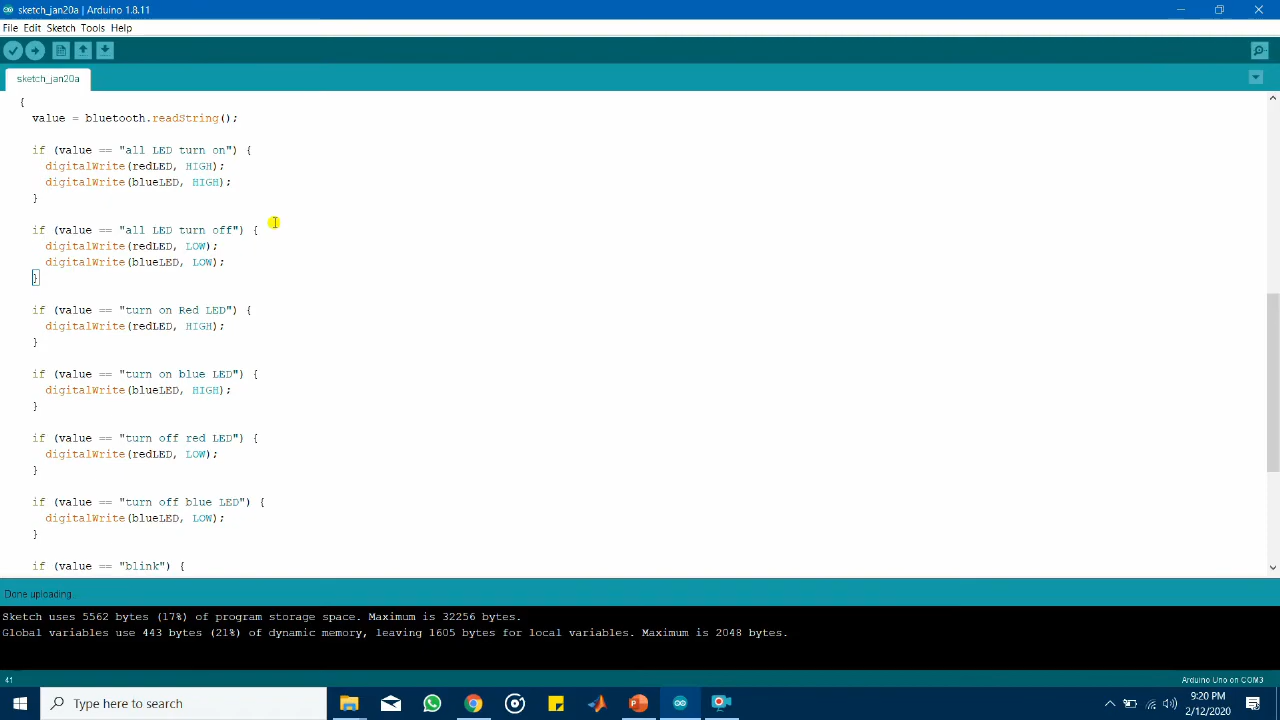 sketch_jan20a | Arduino 1.8.11
File Edit Sketch Tools Help
sketch_jan20a
{
value = bluetooth.readString();
if (value == "all LED turn on") {
digitalWrite(redLED, HIGH);
digitalWrite(blueLED, HIGH);
}
if (value == "all LED turn off") {
digitalWrite(redLED, LOW);
digitalWrite(blueLED, LOW);
}
if (value == "turn on Red LED") {
digitalWrite(redLED, HIGH);
}
if (value == "turn on blue LED") {
digitalWrite(blueLED, HIGH);
}
if (value == "turn off red LED") {
digitalWrite(redLED, LOW);
}
if (value == "turn off blue LED") {
digitalWrite(blueLED, LOW);
}
if (value == "blink") {
Done uploading.
Sketch uses 5562 bytes (17%) of program storage space. Maximum is 32256 bytes.
Global variables use 443 bytes (21%) of dynamic memory, leaving 1605 bytes for local variables. Maximum is 2048 bytes.
41
Arduino Uno on COM3
Type here to search
9:20 PM
2/12/2020